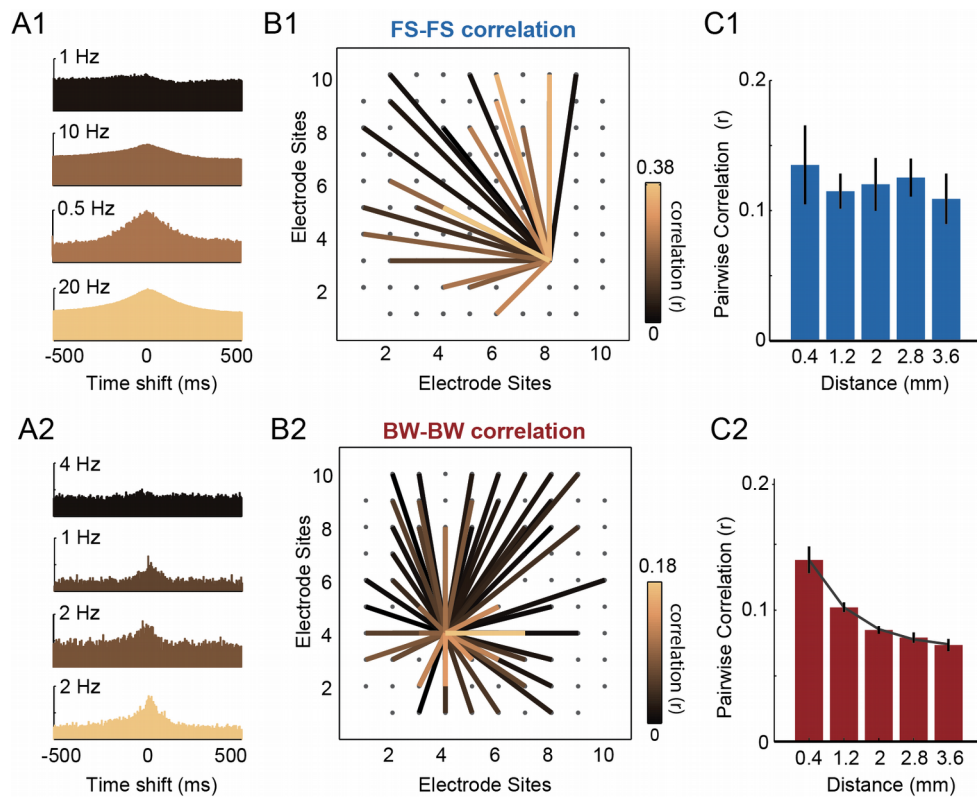 A1
1 Hz
10 Hz
0.5 Hz
20 Hz
-500 0 500
Time shift (ms)
B1
FS-FS correlation
Electrode Sites
10
8
6
4
2
2 4 6 8 10
Electrode Sites
0.38
correlation (r)
0
C1
Pairwise Correlation (r)
0.2
0.1
0
0.4 1.2 2 2.8 3.6
Distance (mm)
A2
4 Hz
1 Hz
2 Hz
2 Hz
-500 0 500
Time shift (ms)
B2
BW-BW correlation
Electrode Sites
10
8
6
4
2
2 4 6 8 10
Electrode Sites
0.18
correlation (r)
0
C2
Pairwise Correlation (r)
0.2
0.1
0
0.4 1.2 2 2.8 3.6
Distance (mm)